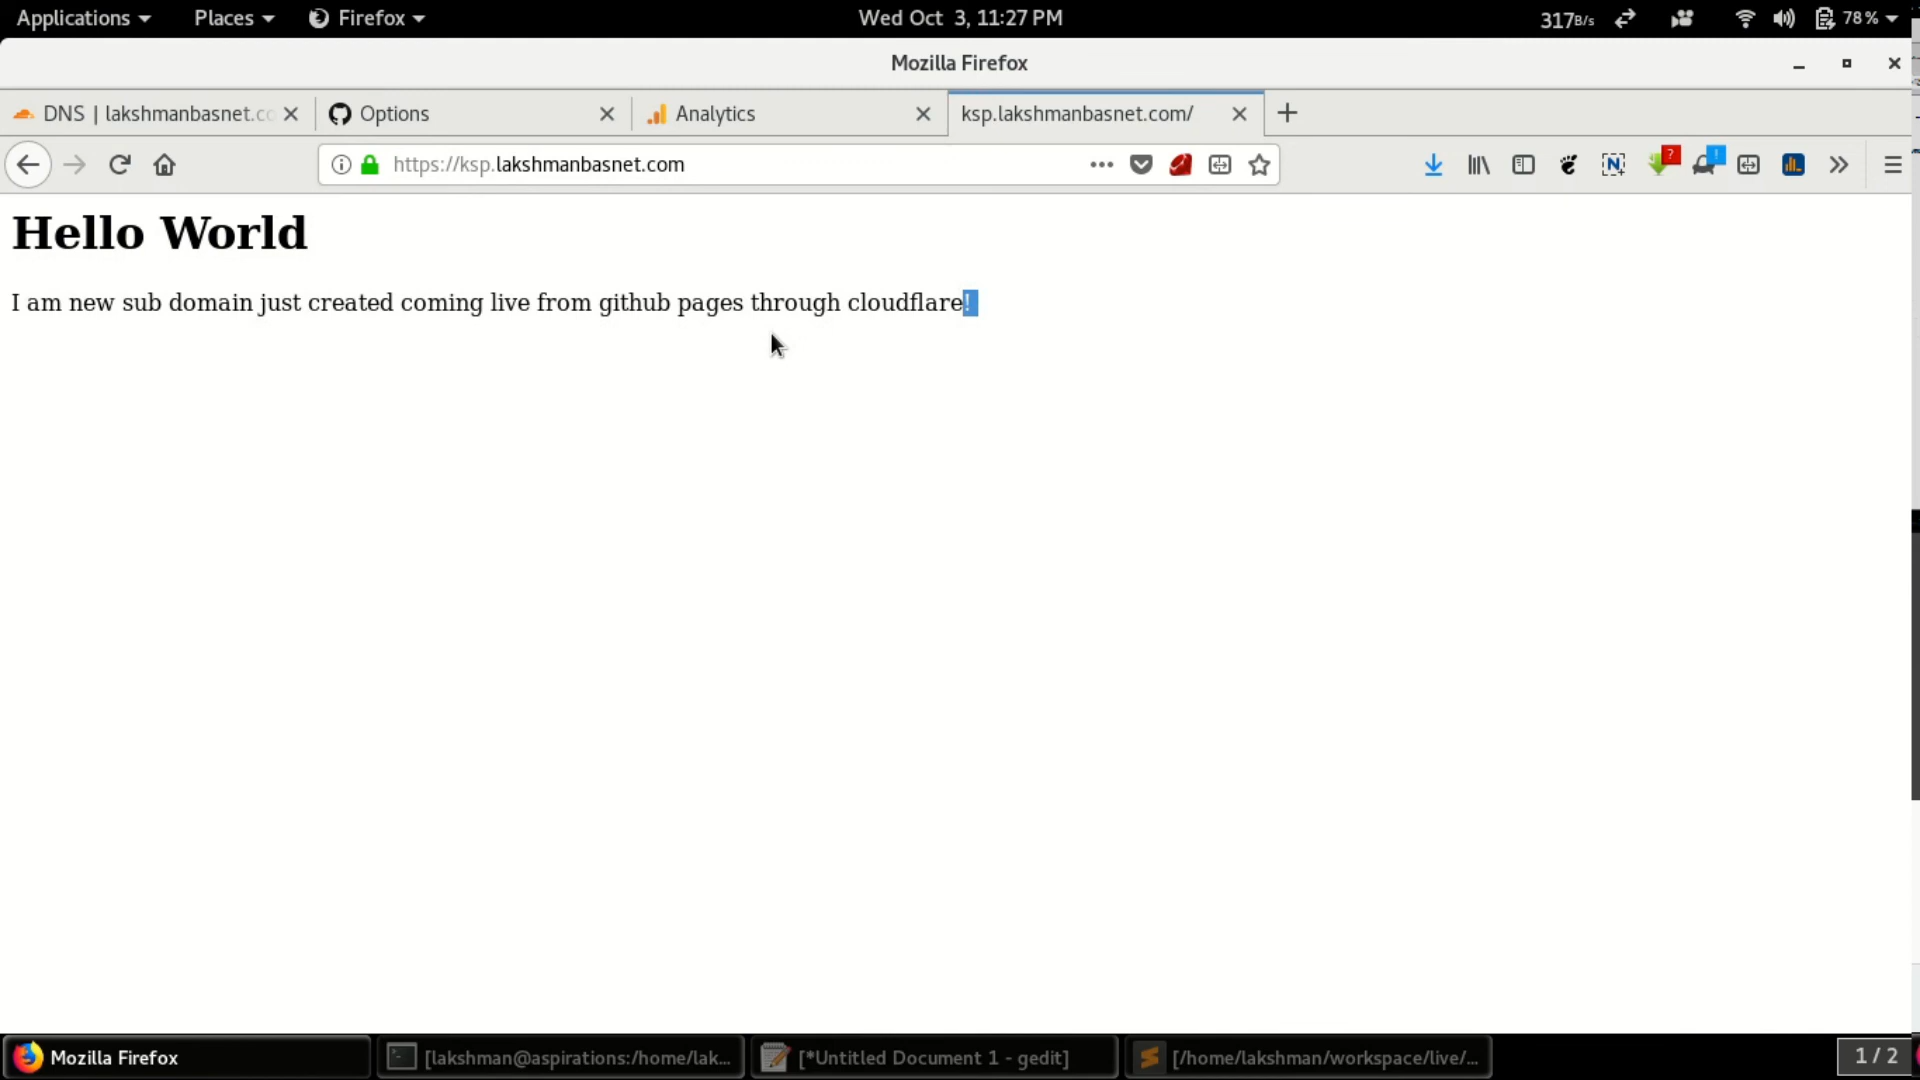 Applications Places Firefox Wed Oct 3, 11:27 PM 317B/s 78%
Mozilla Firefox
DNS | lakshmanbasnet.co Options Analytics ksp.lakshmanbasnet.com/
https://ksp.lakshmanbasnet.com
Hello World
I am new sub domain just created coming live from github pages through cloudflare!
Mozilla Firefox [lakshman@aspirations:/home/lak... [*Untitled Document 1 - gedit] [/home/lakshman/workspace/live/... 1 / 2